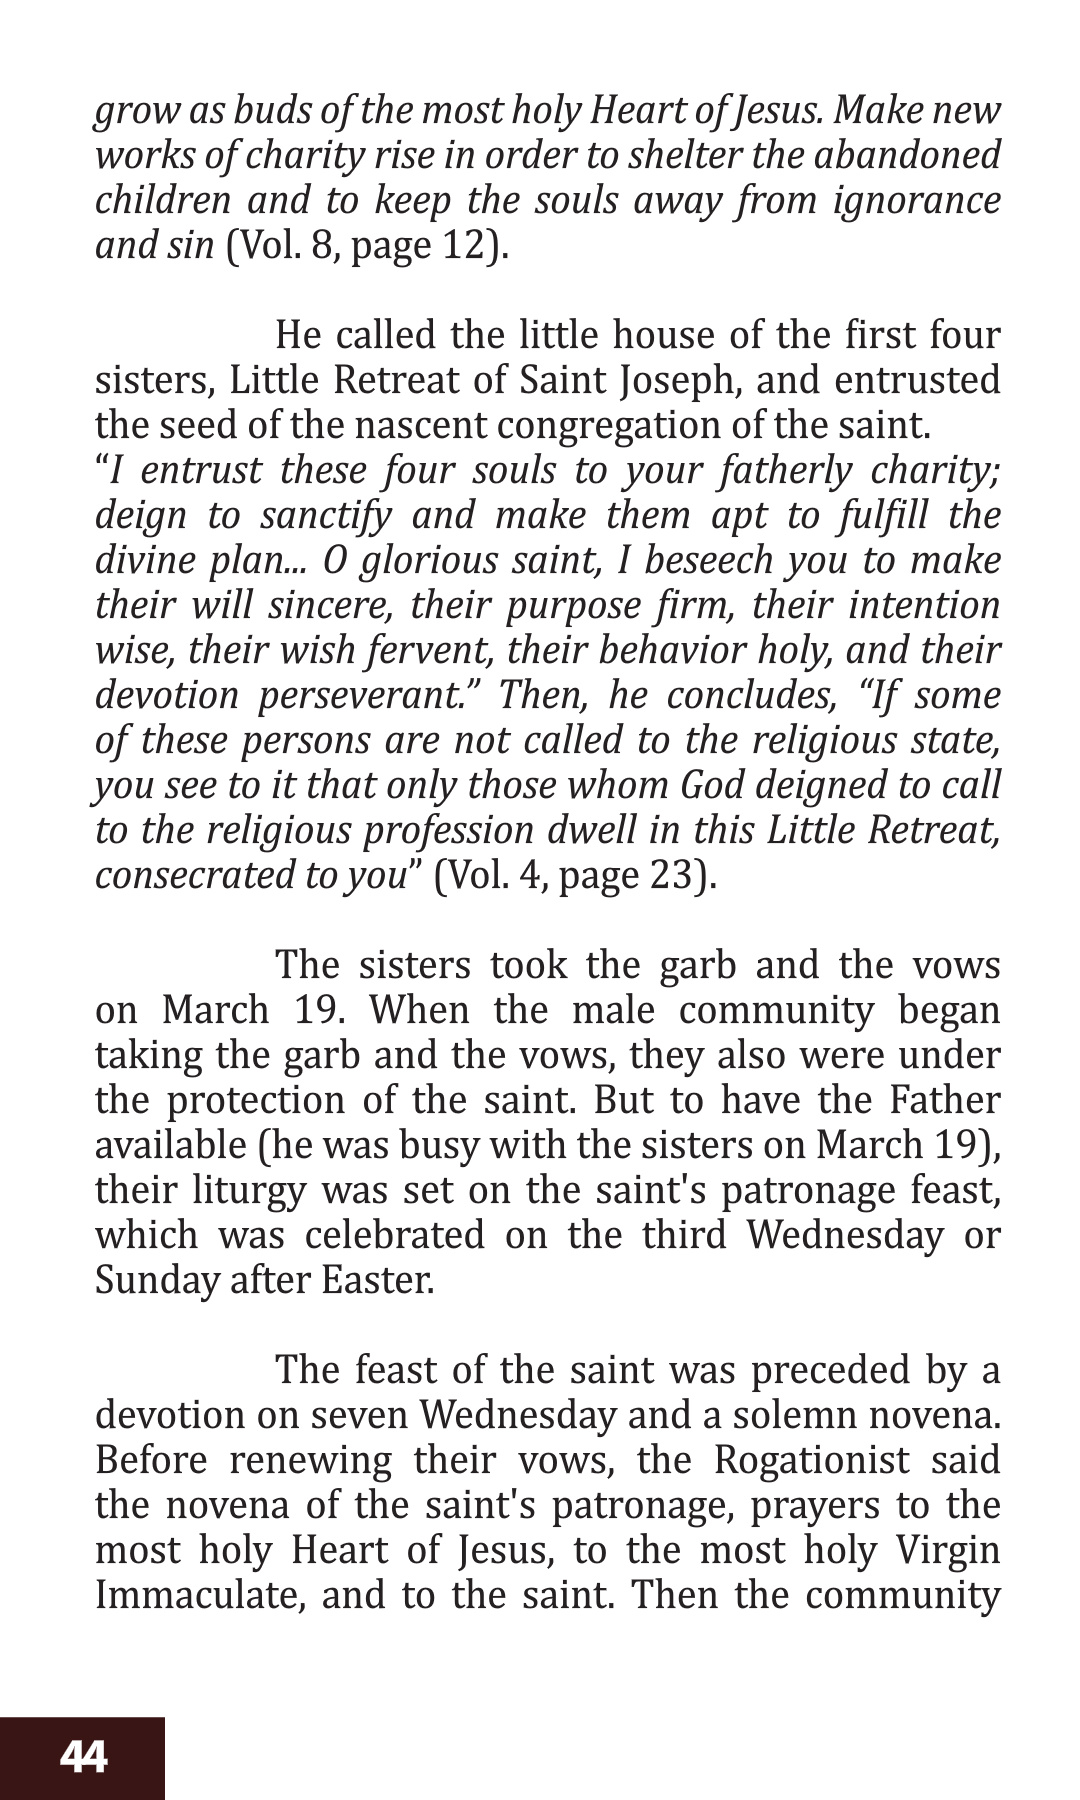 grow as buds of the most holy Heart of Jesus. Make new
works of charity rise in order to shelter the abandoned
children and to keep the souls away from ignorance
and sin (Vol. 8, page 12).
He called the little house of the first four
sisters, Little Retreat of Saint Joseph, and entrusted
the seed of the nascent congregation of the saint.
“I entrust these four souls to your fatherly charity;
deign to sanctify and make them apt to fulfill the
divine plan... O glorious saint, I beseech you to make
their will sincere, their purpose firm, their intention
wise, their wish fervent, their behavior holy, and their
devotion perseverant.” Then, he concludes, “If some
of these persons are not called to the religious state,
you see to it that only those whom God deigned to call
to the religious profession dwell in this Little Retreat,
consecrated to you” (Vol. 4, page 23).
The sisters took the garb and the vows
on March 19. When the male community began
taking the garb and the vows, they also were under
the protection of the saint. But to have the Father
available (he was busy with the sisters on March 19),
their liturgy was set on the saint's patronage feast,
which was celebrated on the third Wednesday or
Sunday after Easter.
The feast of the saint was preceded by a
devotion on seven Wednesday and a solemn novena.
Before renewing their vows, the Rogationist said
the novena of the saint's patronage, prayers to the
most holy Heart of Jesus, to the most holy Virgin
Immaculate, and to the saint. Then the community
44